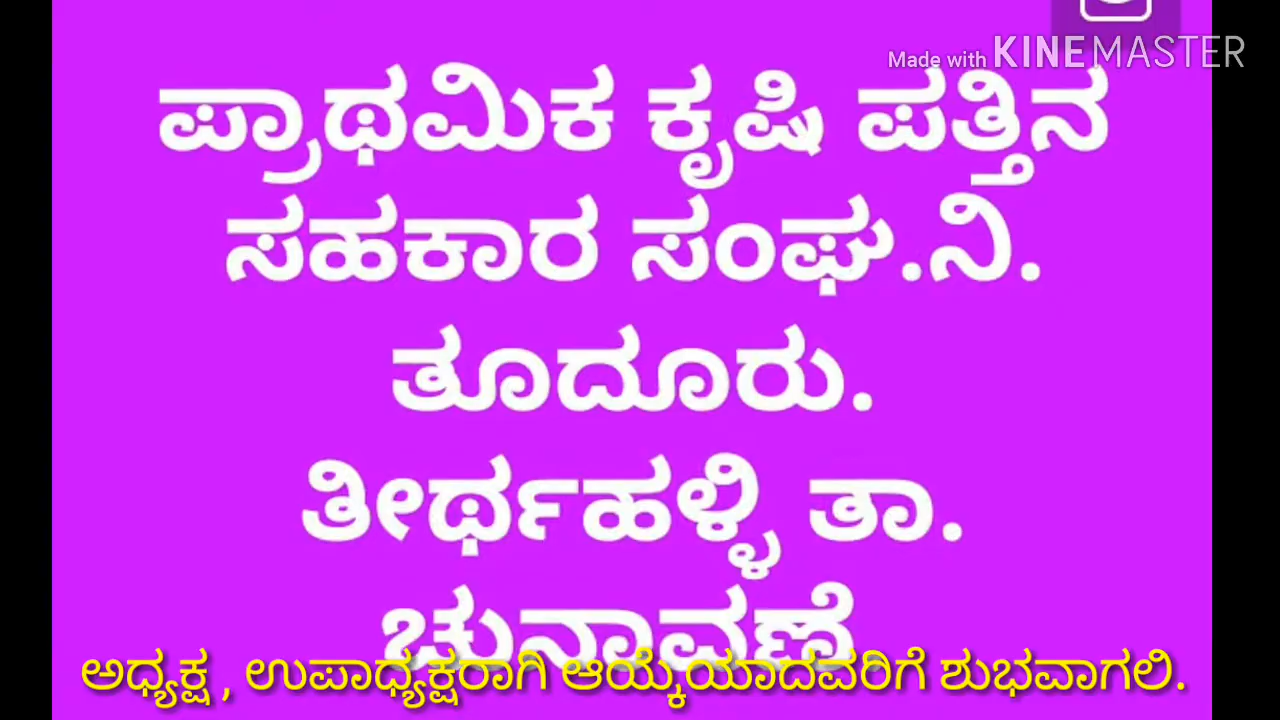 Made with KINEMASTER
ಪ್ರಾಥಮಿಕ ಕೃಷಿ ಪತ್ತಿನ
ಸಹಕಾರ ಸಂಘ.ನಿ.
ತೂದೂರು.
ತೀರ್ಥಹಳ್ಳಿ ತಾ.
ಚುನಾವಣೆ
ಅಧ್ಯಕ್ಷ , ಉಪಾಧ್ಯಕ್ಷರಾಗಿ ಆಯ್ಕೆಯಾದವರಿಗೆ ಶುಭವಾಗಲಿ.